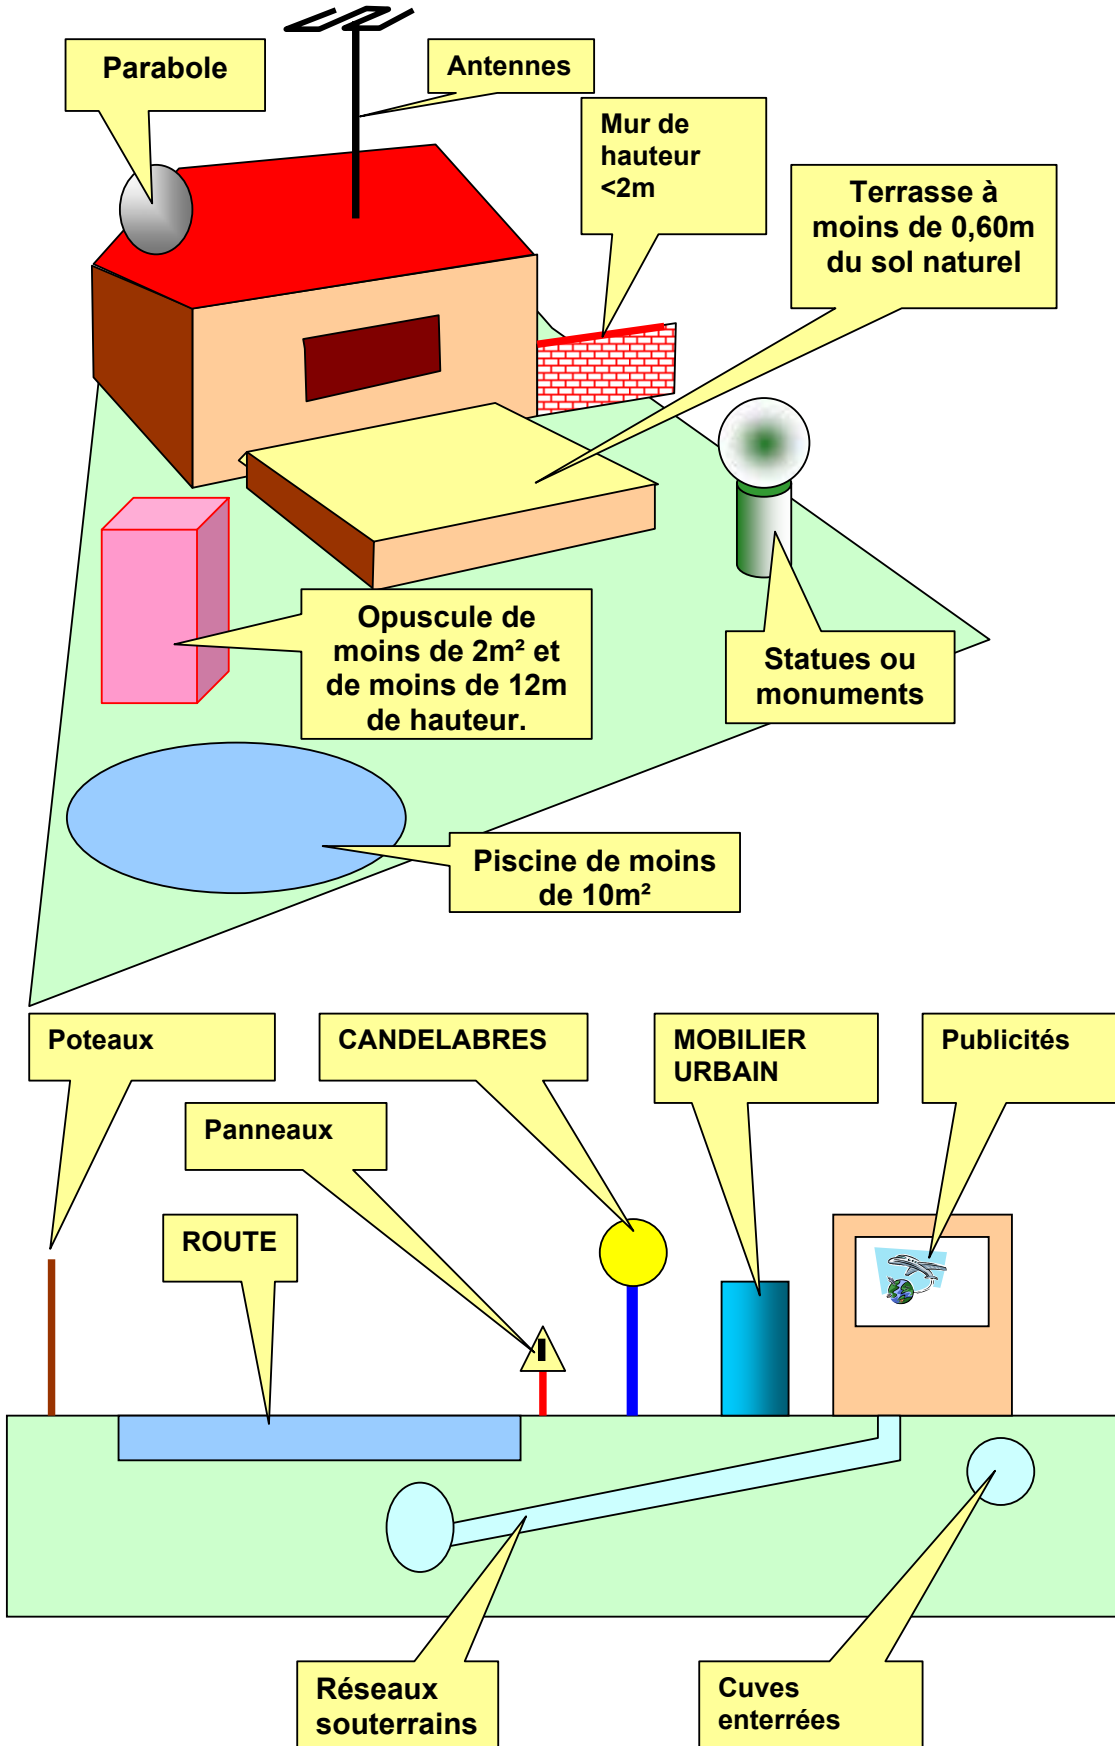 Parabole
Antennes
Mur de
hauteur
<2m
Terrasse à
moins de 0,60m
du sol naturel
Opuscule de
moins de 2m² et
de moins de 12m
de hauteur.
Statues ou
monuments
Piscine de moins
de 10m²
Poteaux
CANDELABRES
MOBILIER
URBAIN
Publicités
Panneaux
ROUTE
Réseaux
souterrains
Cuves
enterrées